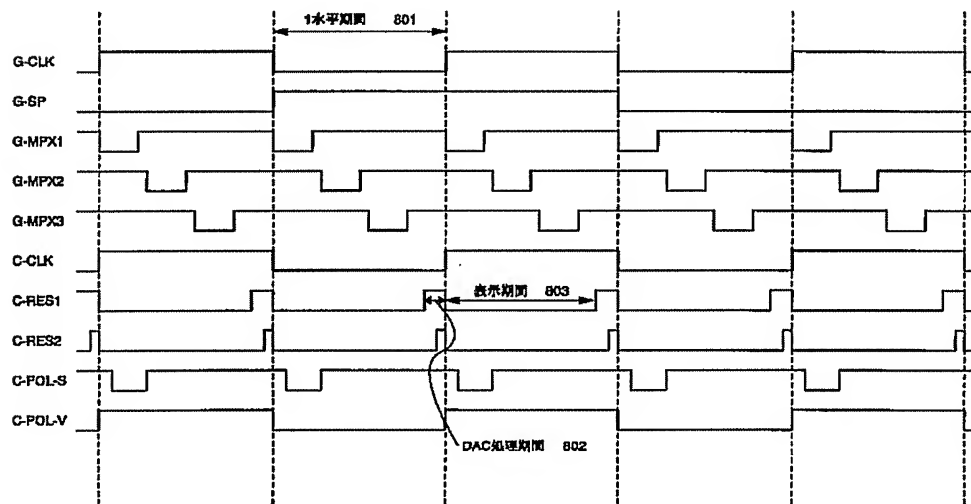 1水平期間 801
G-CLK
G-SP
G-MPX1
G-MPX2
G-MPX3
C-CLK
C-RES1
表示期間 803
C-RES2
C-POL-S
C-POL-V
DAC処理期間 802